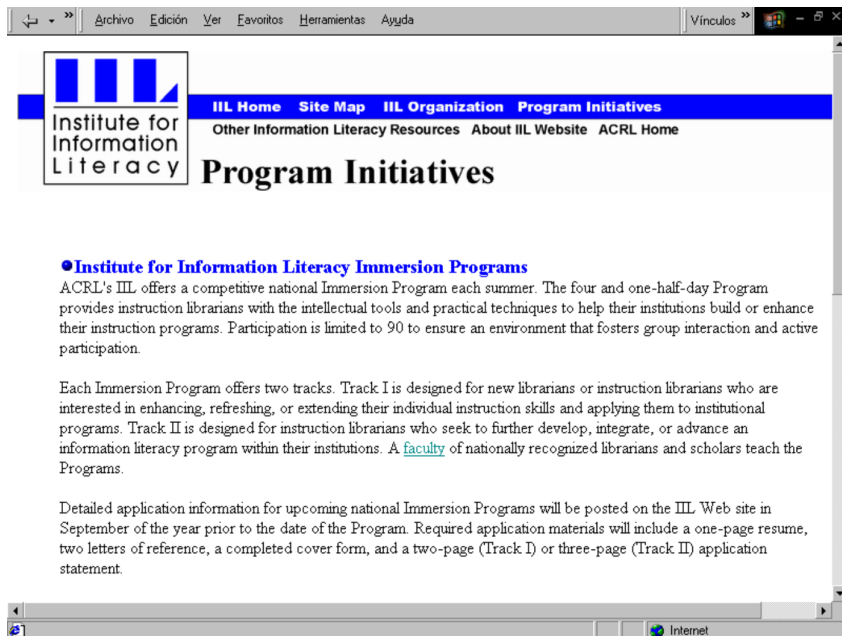 » Archivo Edición Ver Favoritos Herramientas Ayuda Vínculos »
Institute for
Information
Literacy
IIL Home Site Map IIL Organization Program Initiatives
Other Information Literacy Resources About IIL Website ACRL Home
Program Initiatives
Institute for Information Literacy Immersion Programs
ACRL's IIL offers a competitive national Immersion Program each summer. The four and one-half-day Program
provides instruction librarians with the intellectual tools and practical techniques to help their institutions build or enhance
their instruction programs. Participation is limited to 90 to ensure an environment that fosters group interaction and active
participation.
Each Immersion Program offers two tracks. Track I is designed for new librarians or instruction librarians who are
interested in enhancing, refreshing, or extending their individual instruction skills and applying them to institutional
programs. Track II is designed for instruction librarians who seek to further develop, integrate, or advance an
information literacy program within their institutions. A faculty of nationally recognized librarians and scholars teach the
Programs.
Detailed application information for upcoming national Immersion Programs will be posted on the IIL Web site in
September of the year prior to the date of the Program. Required application materials will include a one-page resume,
two letters of reference, a completed cover form, and a two-page (Track I) or three-page (Track II) application
statement.
Internet